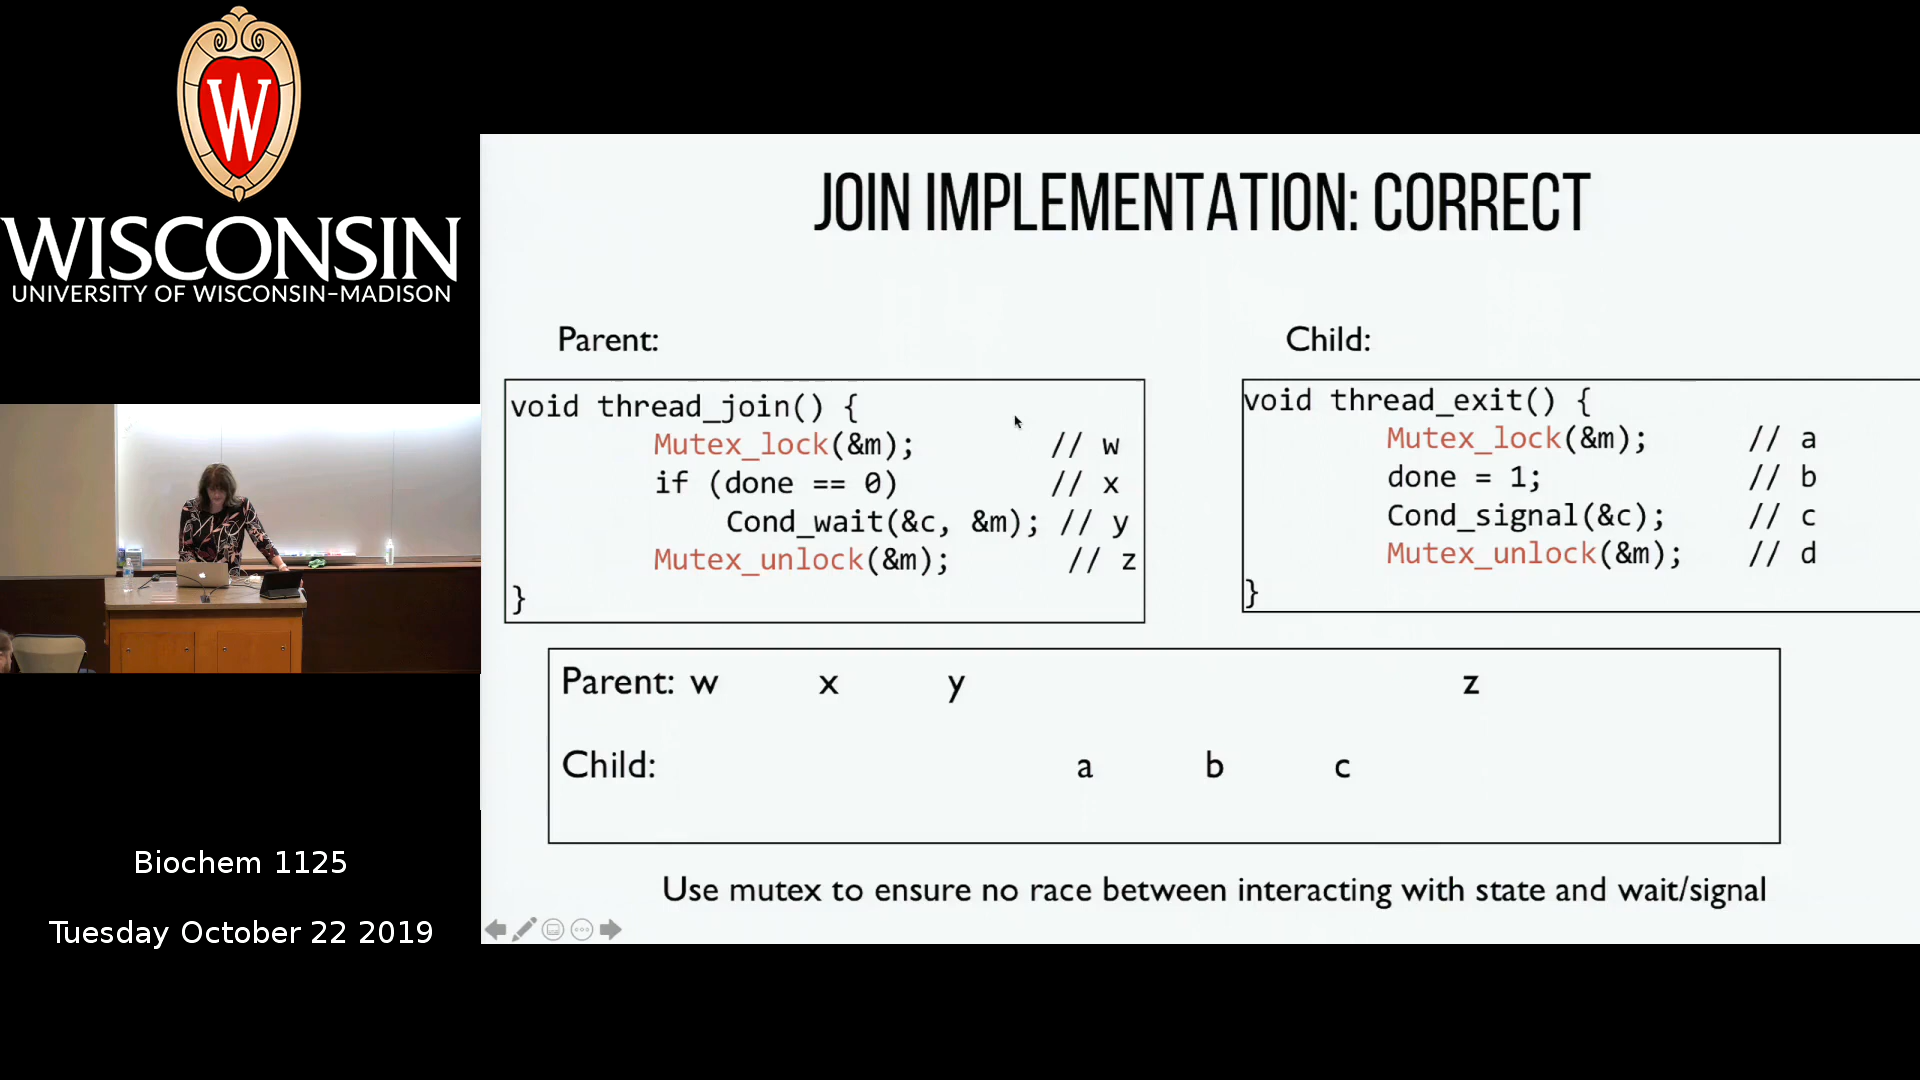 W
WISCONSIN
UNIVERSITY OF WISCONSIN-MADISON
Biochem 1125
Tuesday October 22 2019
JOIN IMPLEMENTATION: CORRECT
Parent:
void thread_join() {
Mutex_lock(&m); // w
if (done == 0) // x
Cond_wait(&c, &m); // y
Mutex_unlock(&m); // z
}
Child:
void thread_exit() {
Mutex_lock(&m); // a
done = 1; // b
Cond_signal(&c); // c
Mutex_unlock(&m); // d
}
Parent: w x y z
Child: a b c
Use mutex to ensure no race between interacting with state and wait/signal